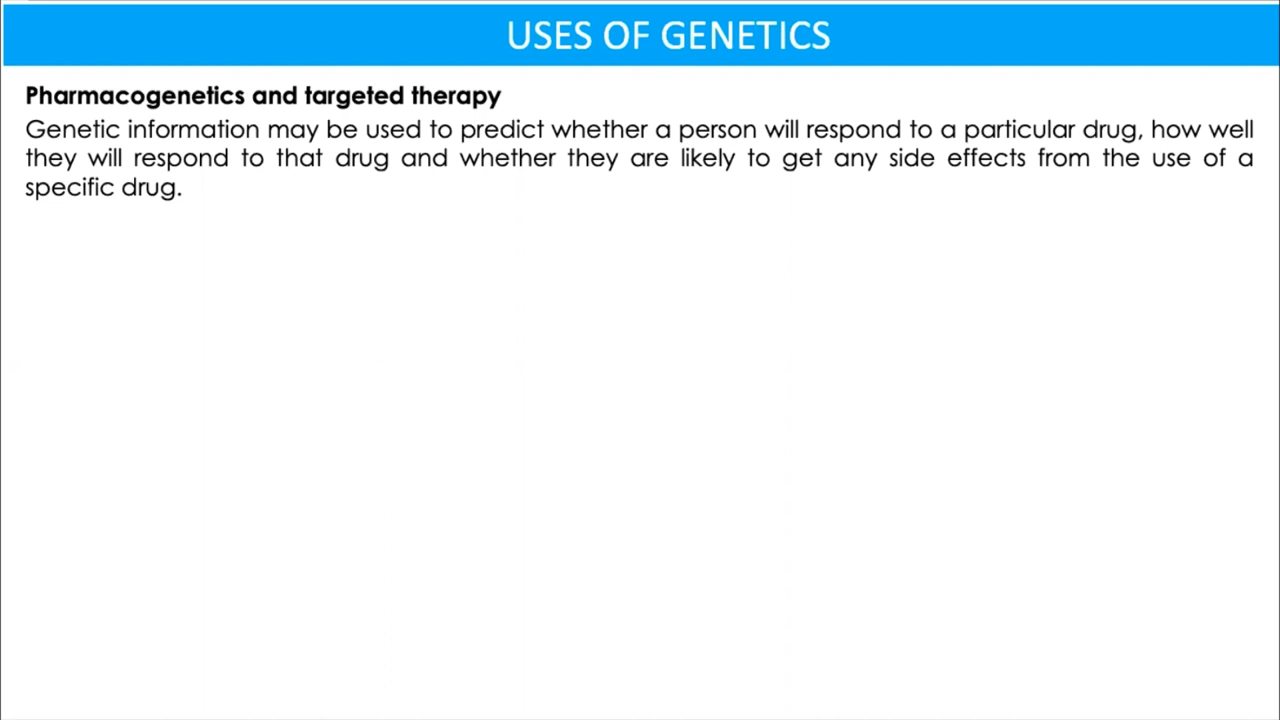 USES OF GENETICS
Pharmacogenetics and targeted therapy
Genetic information may be used to predict whether a person will respond to a particular drug, how well
they will respond to that drug and whether they are likely to get any side effects from the use of a
specific drug.